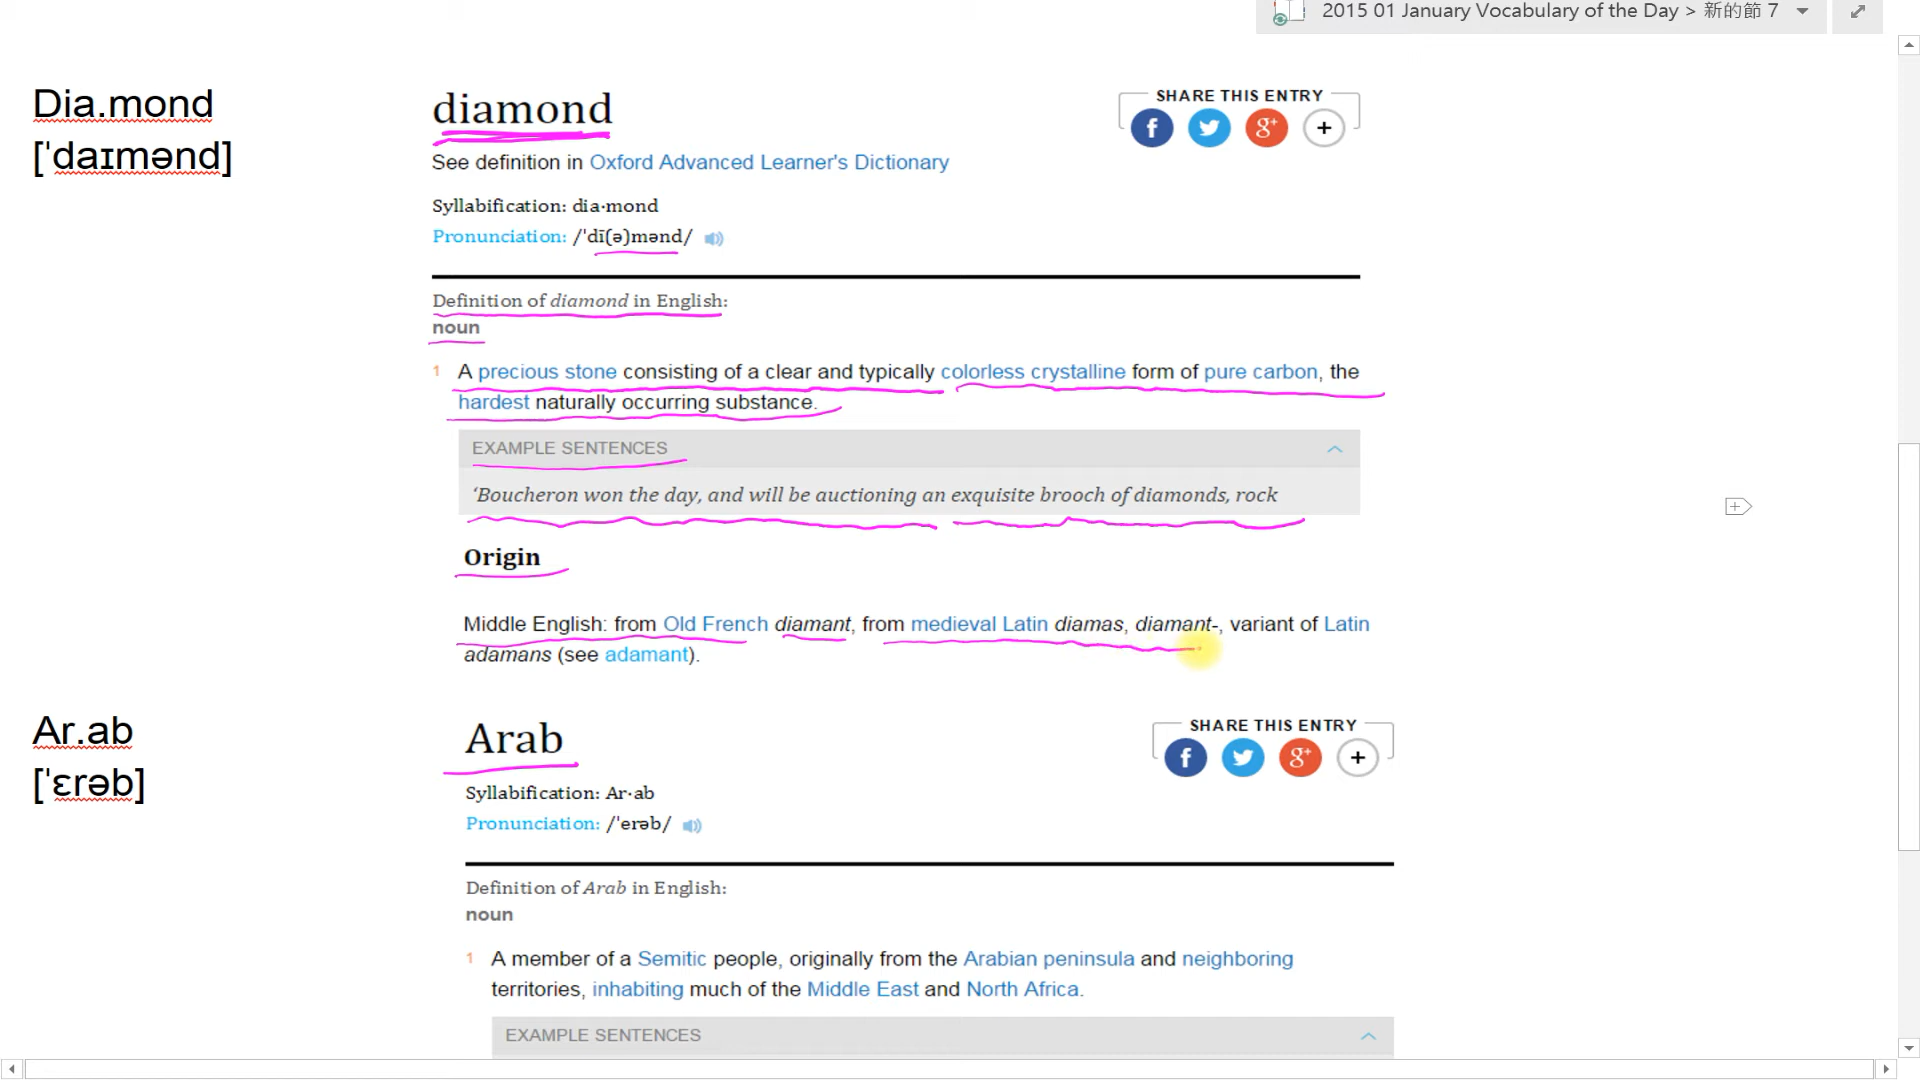 2015 01 January Vocabulary of the Day > 新的節 7
Dia.mond
[ˈdaɪmənd]
diamond
SHARE THIS ENTRY
f g+ +
See definition in Oxford Advanced Learner's Dictionary
Syllabification: dia·mond
Pronunciation: /ˈdī(ə)mənd/
Definition of diamond in English:
noun
1 A precious stone consisting of a clear and typically colorless crystalline form of pure carbon, the
hardest naturally occurring substance.
EXAMPLE SENTENCES
‘Boucheron won the day, and will be auctioning an exquisite brooch of diamonds, rock
Origin
Middle English: from Old French diamant, from medieval Latin diamas, diamant-, variant of Latin
adamans (see adamant).
Ar.ab
[ˈɛrəb]
Arab
SHARE THIS ENTRY
f g+ +
Syllabification: Ar·ab
Pronunciation: /ˈerəb/
Definition of Arab in English:
noun
1 A member of a Semitic people, originally from the Arabian peninsula and neighboring
territories, inhabiting much of the Middle East and North Africa.
EXAMPLE SENTENCES